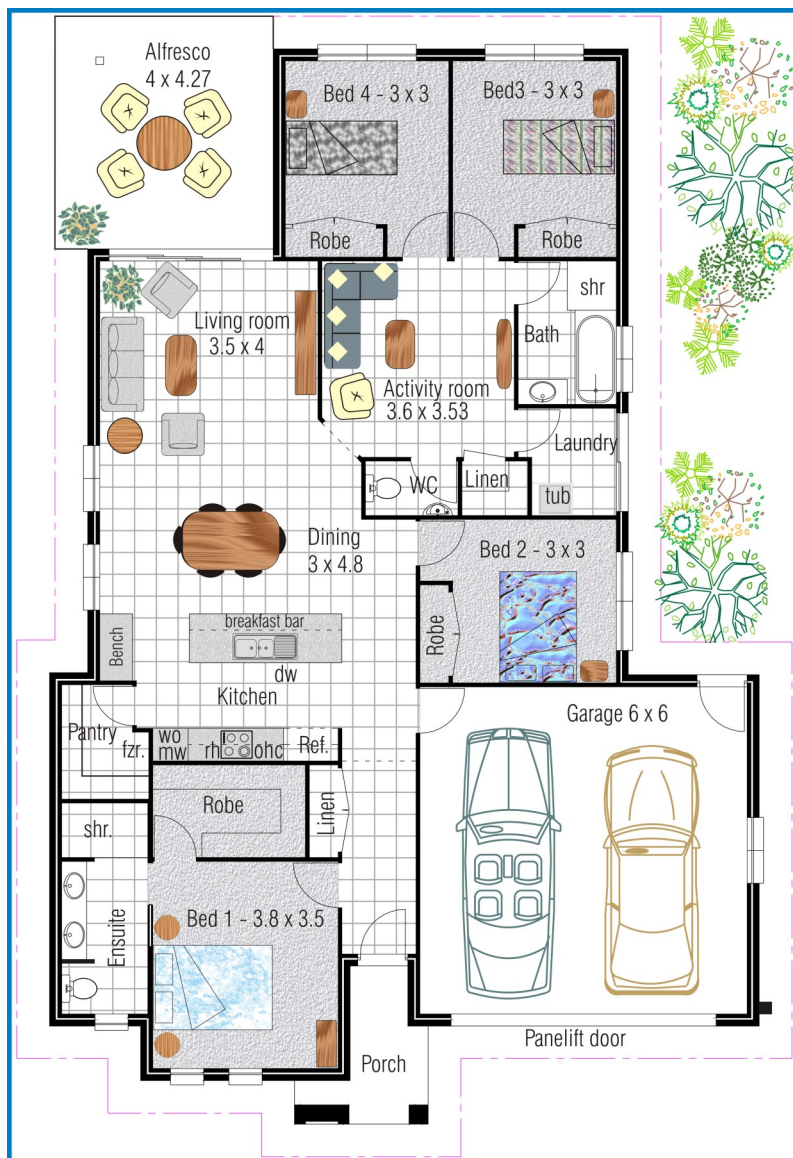 Alfresco
4 x 4.27
Bed 4 - 3 x 3
Bed3 - 3 x 3
Robe
Robe
Living room
3.5 x 4
shr
Bath
Activity room
3.6 x 3.53
Laundry
WC
Linen
tub
Dining
3 x 4.8
Bed 2 - 3 x 3
Robe
breakfast bar
Bench
dw
Kitchen
Pantry
fzr.
wo
mw
rh
ohc
Ref.
Garage 6 x 6
Robe
Linen
shr.
Ensuite
Bed 1 - 3.8 x 3.5
Porch
Panelift door